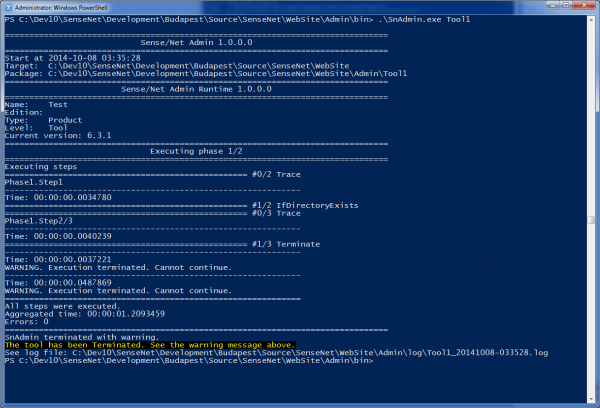 Administrator: Windows PowerShell
PS C:\Dev10\SenseNet\Development\Budapest\Source\SenseNet\WebSite\Admin\bin> .\SnAdmin.exe Tool1
================================================================================
Sense/Net Admin 1.0.0.0
================================================================================
Start at 2014-10-08 03:35:28
Target:  C:\Dev10\SenseNet\Development\Budapest\Source\SenseNet\WebSite
Package: C:\Dev10\SenseNet\Development\Budapest\Source\SenseNet\WebSite\Admin\Tool1
================================================================================
Sense/Net Admin Runtime 1.0.0.0
================================================================================
Name:    Test
Edition:
Type:    Product
Level:   Tool
Current version: 6.3.1
================================================================================
Executing phase 1/2
================================================================================
Executing steps
================================================== #0/2 Trace
Phase1.Step1
-------------------------------------------------------------
Time: 00:00:00.0034780
================================================== #1/2 IfDirectoryExists
================================================== #0/3 Trace
Phase1.Step2/3
-------------------------------------------------------------
Time: 00:00:00.0040239
================================================== #1/3 Terminate
-------------------------------------------------------------
Time: 00:00:00.0037221
WARNING. Execution terminated. Cannot continue.
-------------------------------------------------------------
Time: 00:00:00.0487869
WARNING. Execution terminated. Cannot continue.
=============================================================
All steps were executed.
Aggregated time: 00:00:01.2093459
Errors: 0
================================================================================
SnAdmin terminated with warning.
The tool has been Terminated. See the warning message above.
See log file: C:\Dev10\SenseNet\Development\Budapest\Source\SenseNet\WebSite\Admin\log\Tool1_20141008-033528.log
PS C:\Dev10\SenseNet\Development\Budapest\Source\SenseNet\WebSite\Admin\bin>